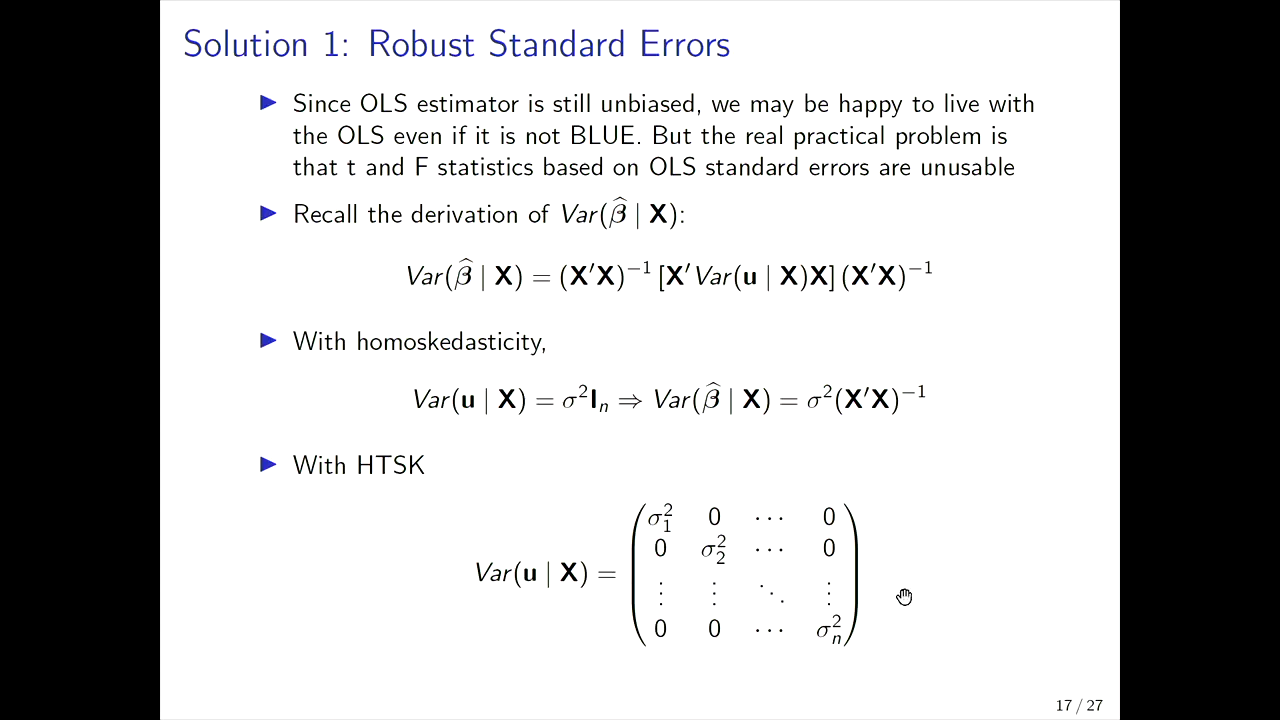 Solution 1: Robust Standard Errors
▶ Since OLS estimator is still unbiased, we may be happy to live with
the OLS even if it is not BLUE. But the real practical problem is
that t and F statistics based on OLS standard errors are unusable
▶ Recall the derivation of Var(β̂ | X):
Var(β̂ | X) = (X′X)⁻¹ [X′Var(u | X)X] (X′X)⁻¹
▶ With homoskedasticity,
Var(u | X) = σ²Iₙ ⇒ Var(β̂ | X) = σ²(X′X)⁻¹
▶ With HTSK
σ₁² 0 ⋯ 0
0 σ₂² ⋯ 0
Var(u | X) =
⋮ ⋮ ⋱ ⋮
0 0 ⋯ σₙ²
17 / 27